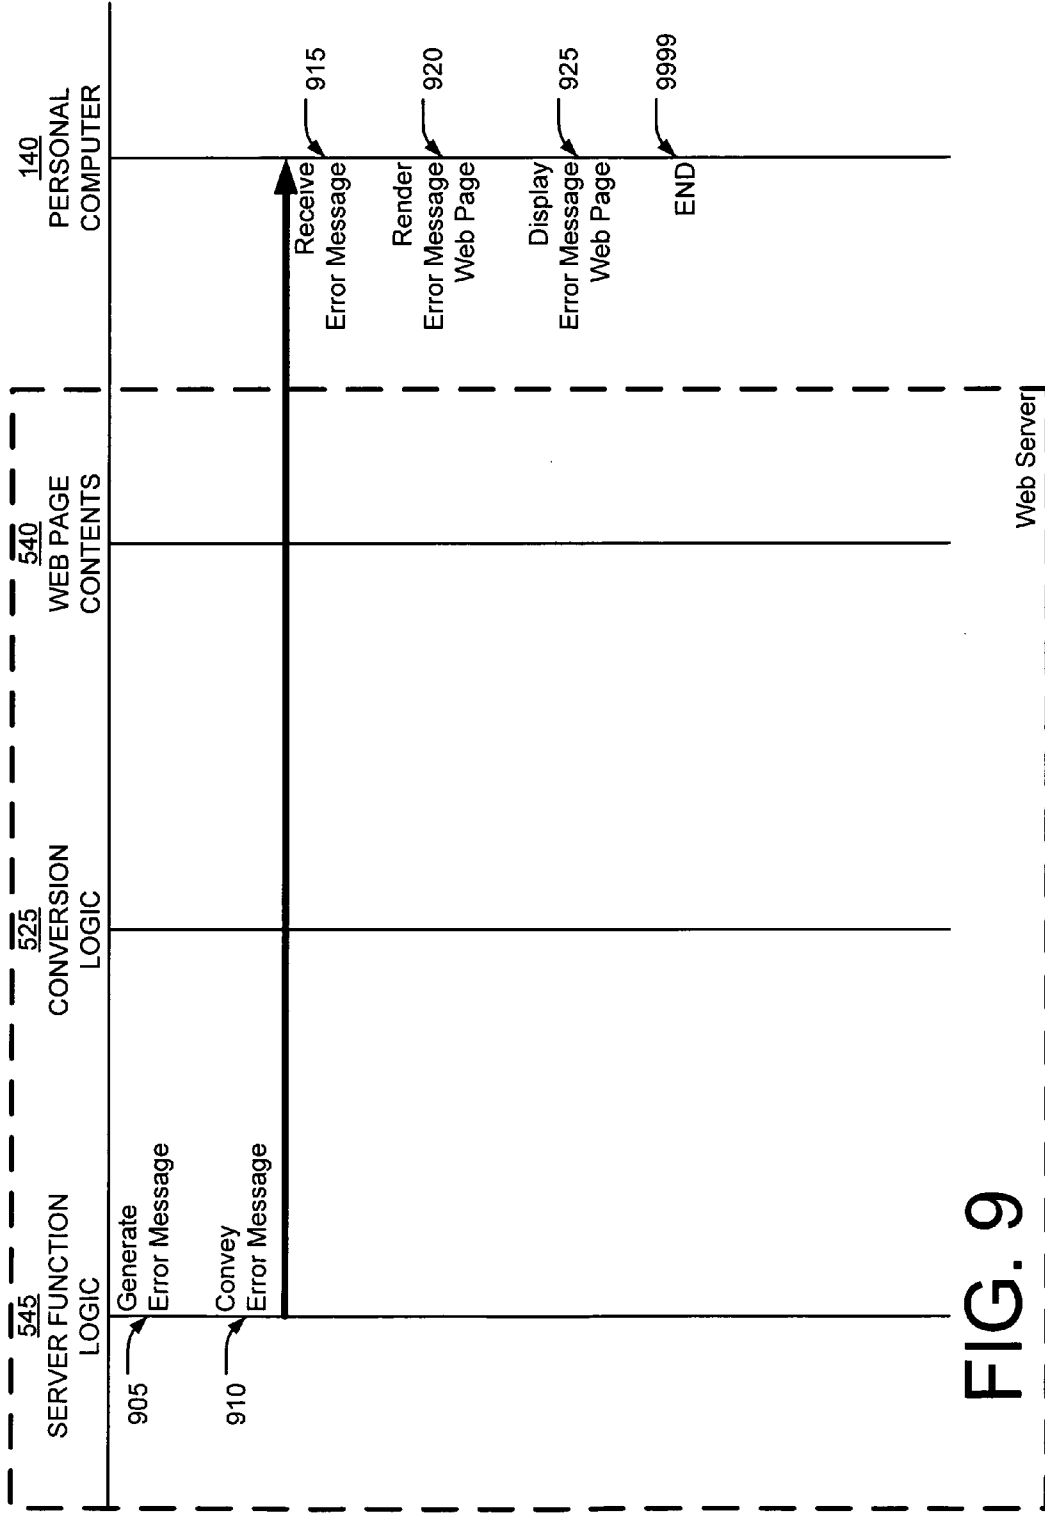 545
SERVER FUNCTION
LOGIC
525
CONVERSION
LOGIC
540
WEB PAGE
CONTENTS
140
PERSONAL
COMPUTER
905
Generate
Error Message
910
Convey
Error Message
Receive
Error Message
915
Render
Error Message
Web Page
920
Display
Error Message
Web Page
925
END
9999
FIG. 9
Web Server